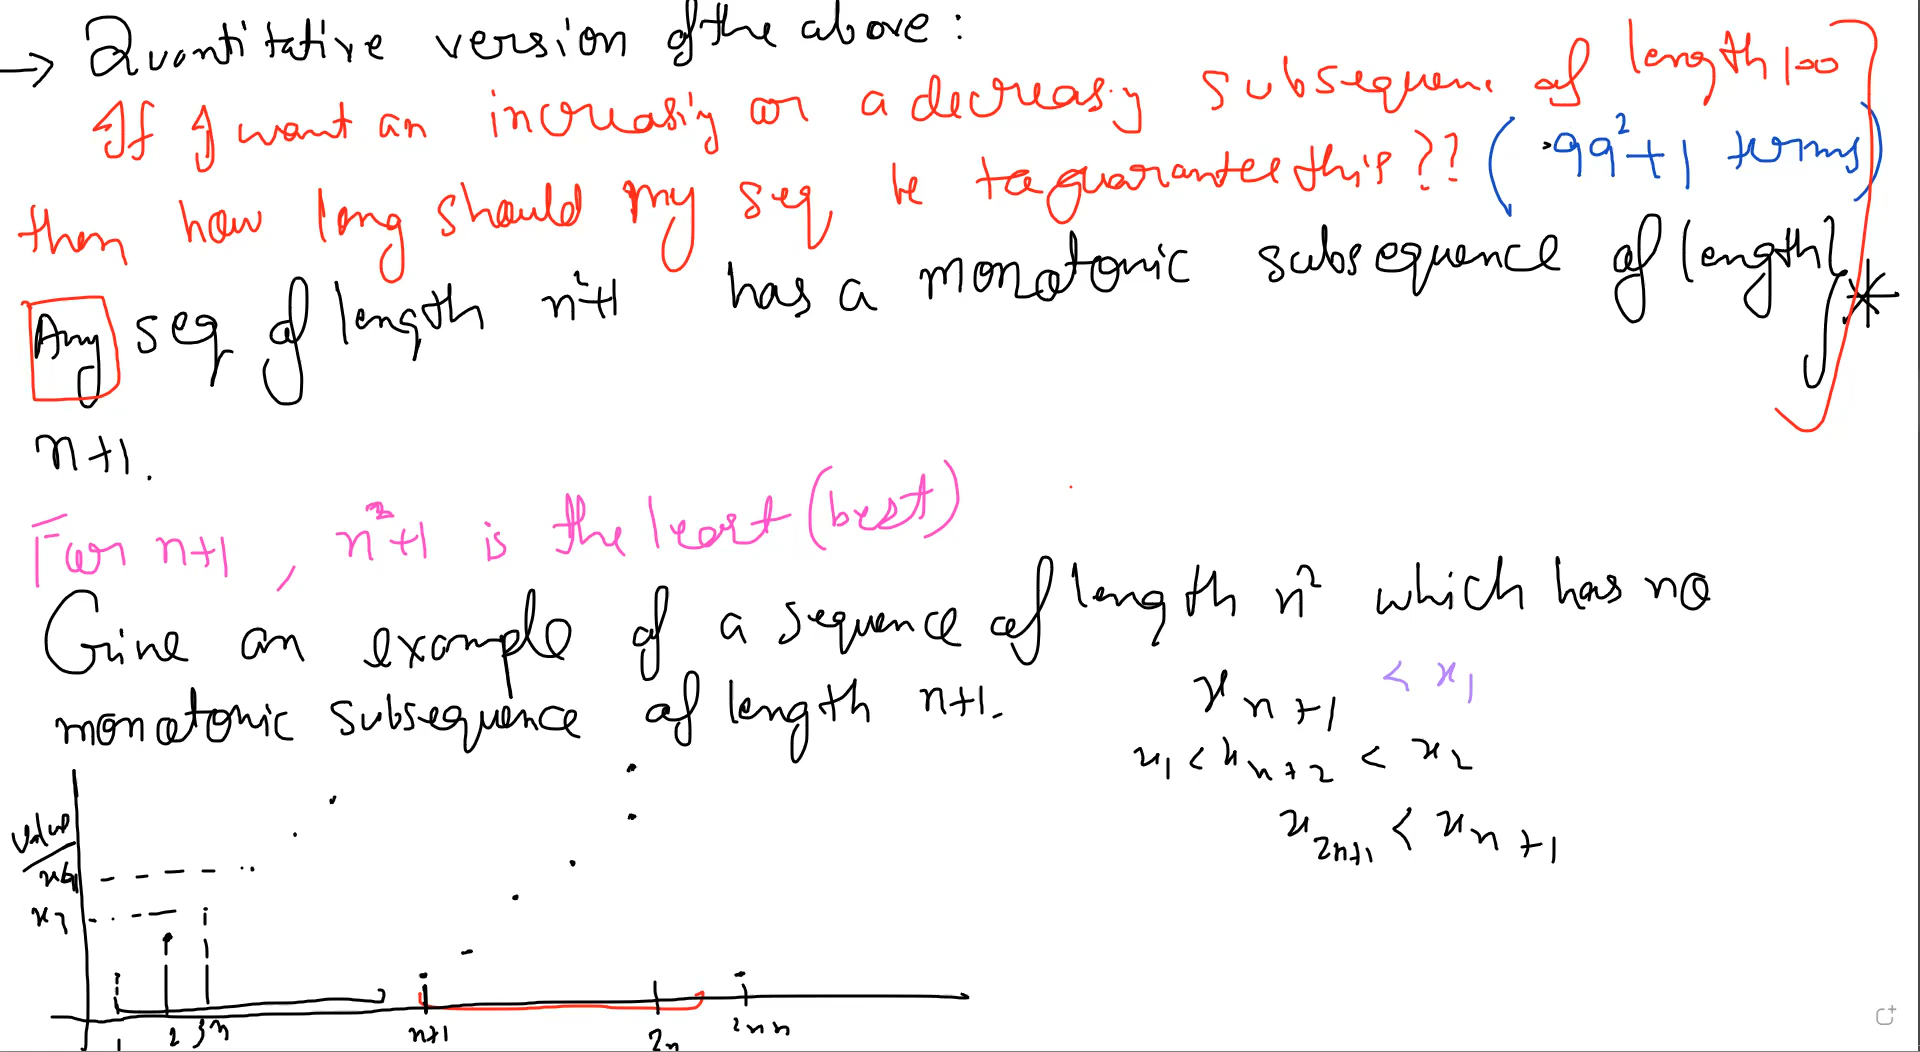 → Quantitative version of the above:
If I want an increasing or a decreasing subsequence of length 100
then how long should my seq be to guarantee this?? (99²+1 terms)
Any seq of length n²+1 has a monotonic subsequence of length
n+1.
For n+1, n²+1 is the least (best)
Give an example of a sequence of length n² which has no
monotonic subsequence of length n+1.
x_{n+1} < x_1
x_1 < x_{n+2} < x_2
x_{2n+1} < x_{n+1}
value
1 2 3 n n+1 2n